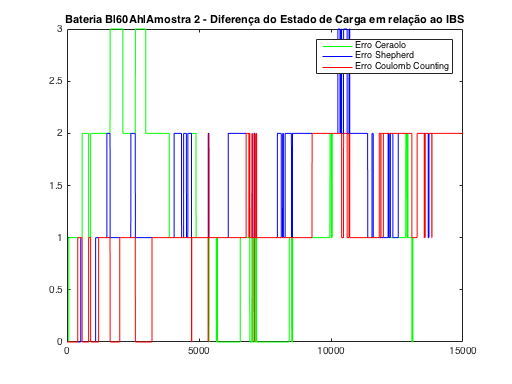 Bateria BI60AhIAmostra 2 - Diferença do Estado de Carga em relação ao IBS
Erro Ceraolo
Erro Shepherd
Erro Coulomb Counting
3
2.5
2
1.5
1
0.5
0
0
5000
10000
15000